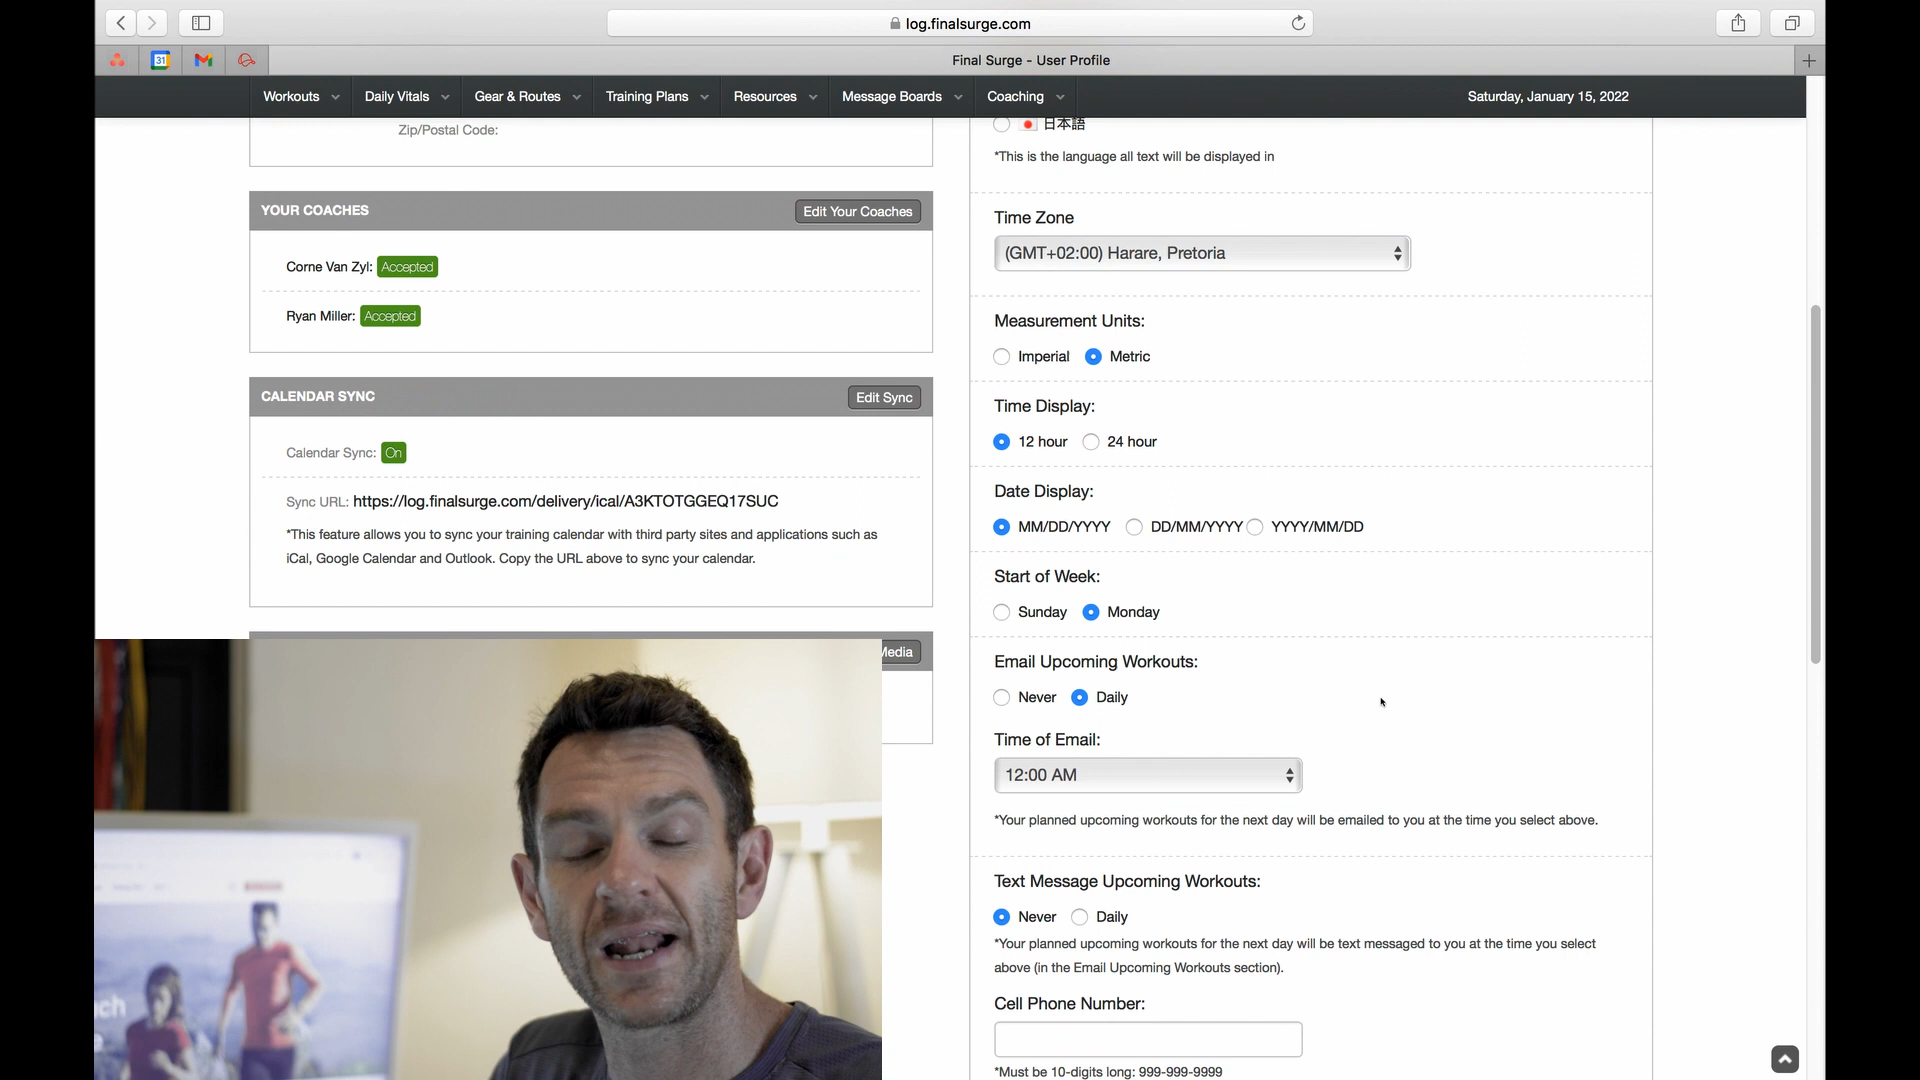 log.finalsurge.com
31
Final Surge - User Profile
Workouts Daily Vitals Gear & Routes Training Plans Resources Message Boards Coaching Saturday, January 15, 2022
Zip/Postal Code:
YOUR COACHES Edit Your Coaches
Corne Van Zyl: Accepted
Ryan Miller: Accepted
CALENDAR SYNC Edit Sync
Calendar Sync: On
Sync URL: https://log.finalsurge.com/delivery/ical/A3KTOTGGEQ17SUC
*This feature allows you to sync your training calendar with third party sites and applications such as
iCal, Google Calendar and Outlook. Copy the URL above to sync your calendar.
Media
日本語
*This is the language all text will be displayed in
Time Zone
(GMT+02:00) Harare, Pretoria
Measurement Units:
Imperial Metric
Time Display:
12 hour 24 hour
Date Display:
MM/DD/YYYY DD/MM/YYYY YYYY/MM/DD
Start of Week:
Sunday Monday
Email Upcoming Workouts:
Never Daily
Time of Email:
12:00 AM
*Your planned upcoming workouts for the next day will be emailed to you at the time you select above.
Text Message Upcoming Workouts:
Never Daily
*Your planned upcoming workouts for the next day will be text messaged to you at the time you select
above (in the Email Upcoming Workouts section).
Cell Phone Number:
*Must be 10-digits long: 999-999-9999